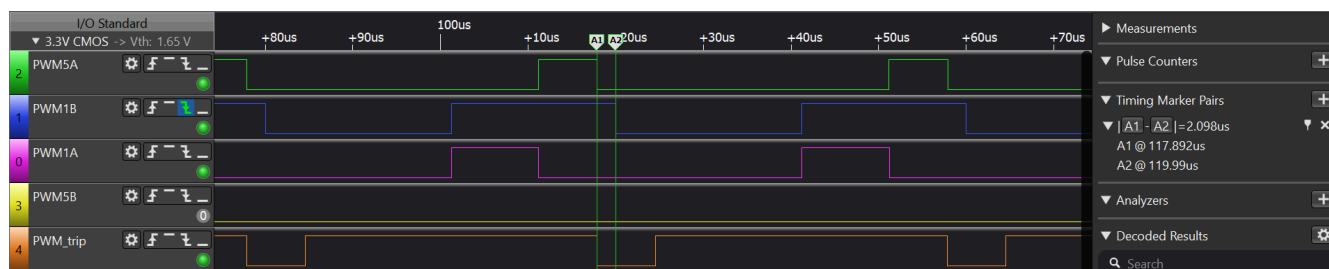 I/O Standard
▼ 3.3V CMOS -> Vth: 1.65 V
+80us +90us 100us +10us A1 A2 20us +30us +40us +50us +60us +70us
2 PWM5A
1 PWM1B
0 PWM1A
3 PWM5B
0
4 PWM_trip
▶ Measurements
▼ Pulse Counters +
▼ Timing Marker Pairs +
▼ | A1 - A2 |=2.098us
A1 @ 117.892us
A2 @ 119.99us
▼ Analyzers +
▼ Decoded Results
Search